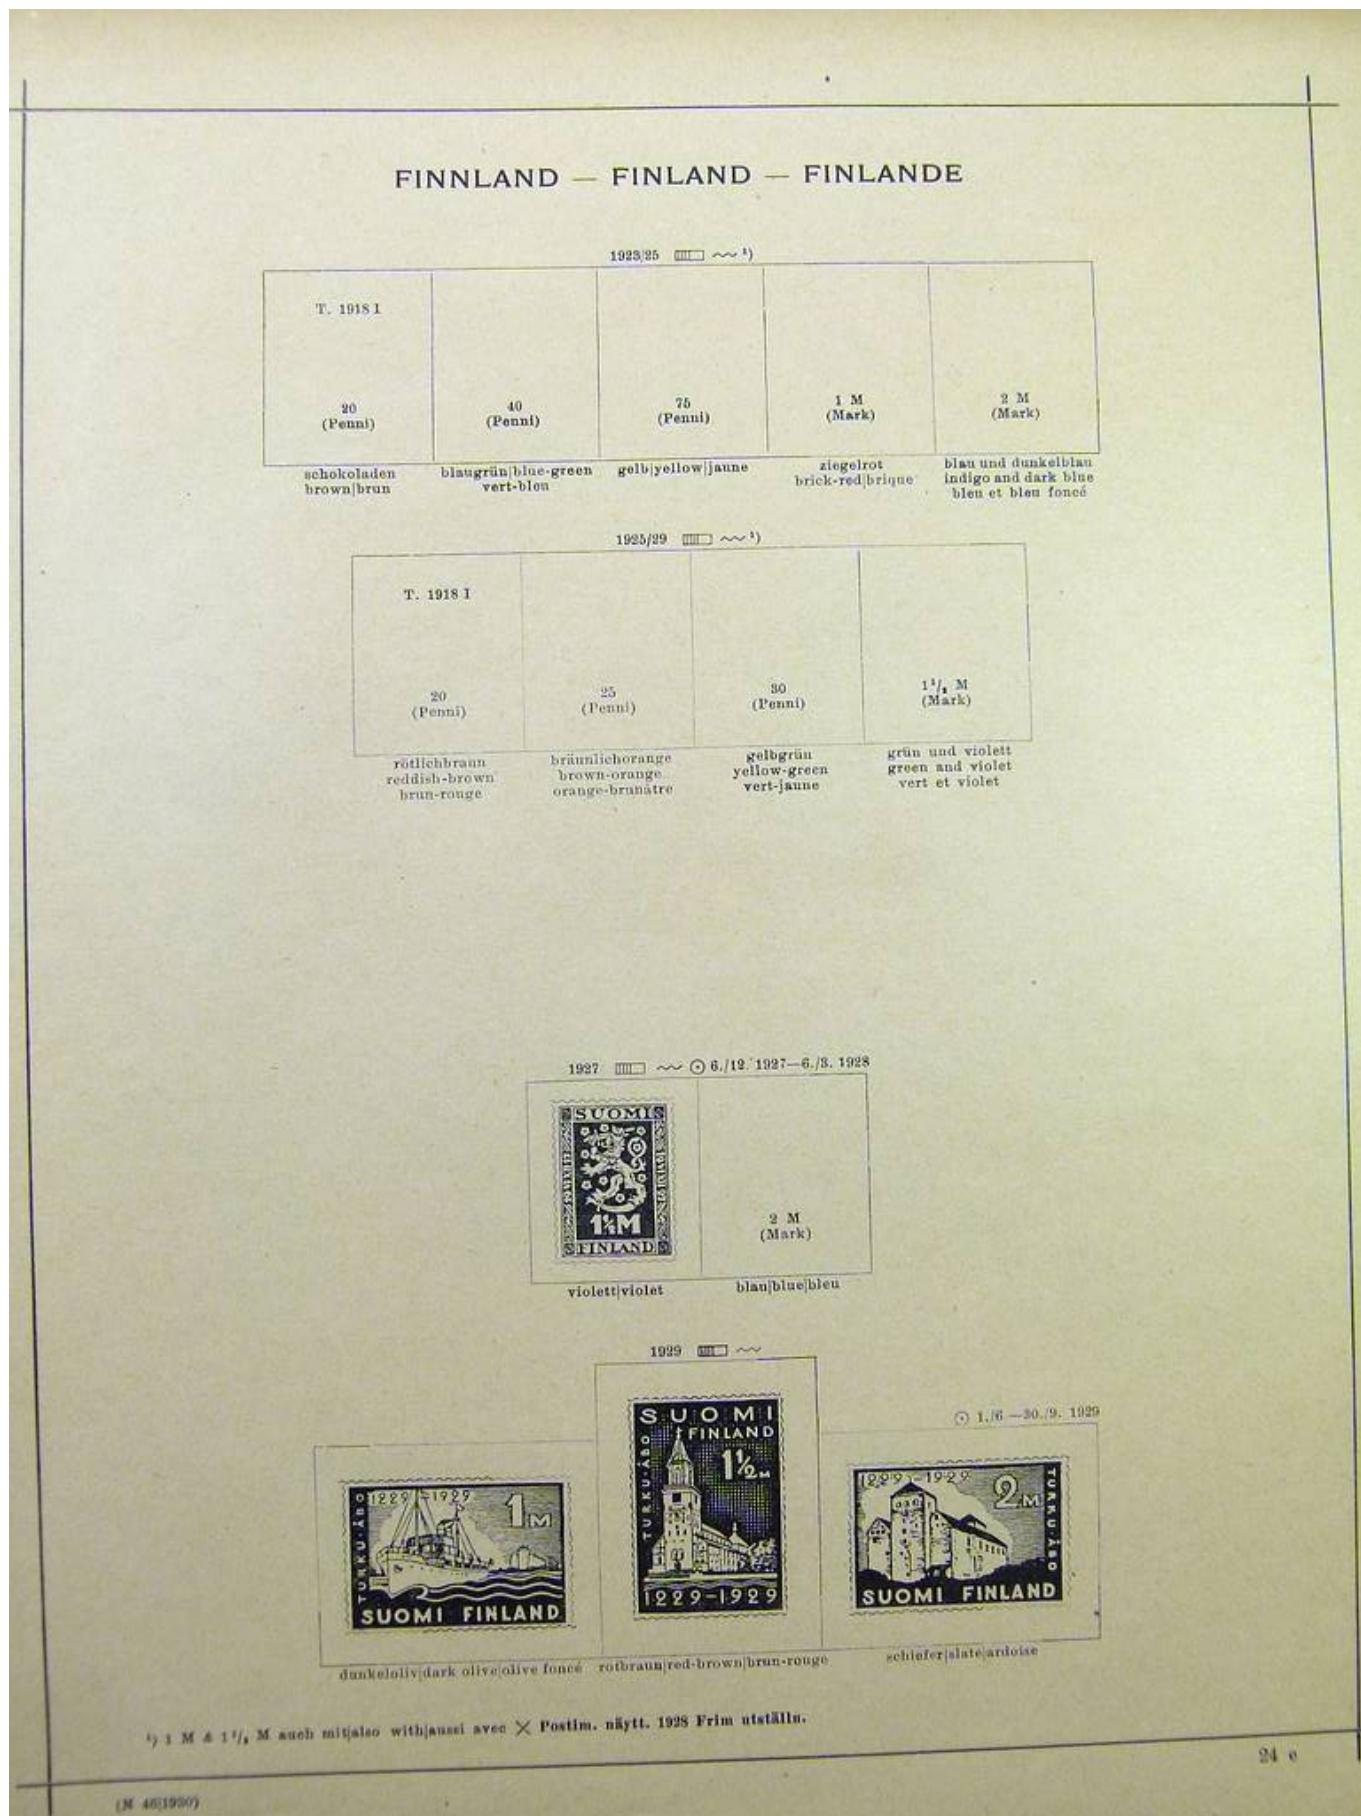 FINNLAND — FINLAND — FINLANDE
1923/25 ¹)
T. 1918 I
20
(Penni)
40
(Penni)
75
(Penni)
1 M
(Mark)
2 M
(Mark)
schokoladen
brown|brun
blaugrün|blue-green
vert-bleu
gelb|yellow|jaune
ziegelrot
brick-red|brique
blau und dunkelblau
indigo and dark blue
bleu et bleu foncé
1925/29 ¹)
T. 1918 I
20
(Penni)
25
(Penni)
30
(Penni)
1¹/₂ M
(Mark)
rötlichbraun
reddish-brown
brun-rouge
bräunlichorange
brown-orange
orange-brunâtre
gelbgrün
yellow-green
vert-jaune
grün und violett
green and violet
vert et violet
1927 6./12. 1927—6./3. 1928
SUOMI
1½M
FINLAND
2 M
(Mark)
violett|violet
blau|blue|bleu
1929
1./6.—30./9. 1929
1229-1929
1M
TURKU·ÅBO
SUOMI FINLAND
SUOMI
FINLAND
1½M
TURKU·ÅBO
1229-1929
1229-1929
2M
TURKU·ÅBO
SUOMI FINLAND
dunkeloliv|dark olive|olive foncé
rotbraun|red-brown|brun-rouge
schiefer|slate|ardoise
¹) 1 M & 1¹/₂ M auch mit|also with|aussi avec ✕ Postim. näytt. 1928 Frim utställn.
24 e
(M 46|1930)